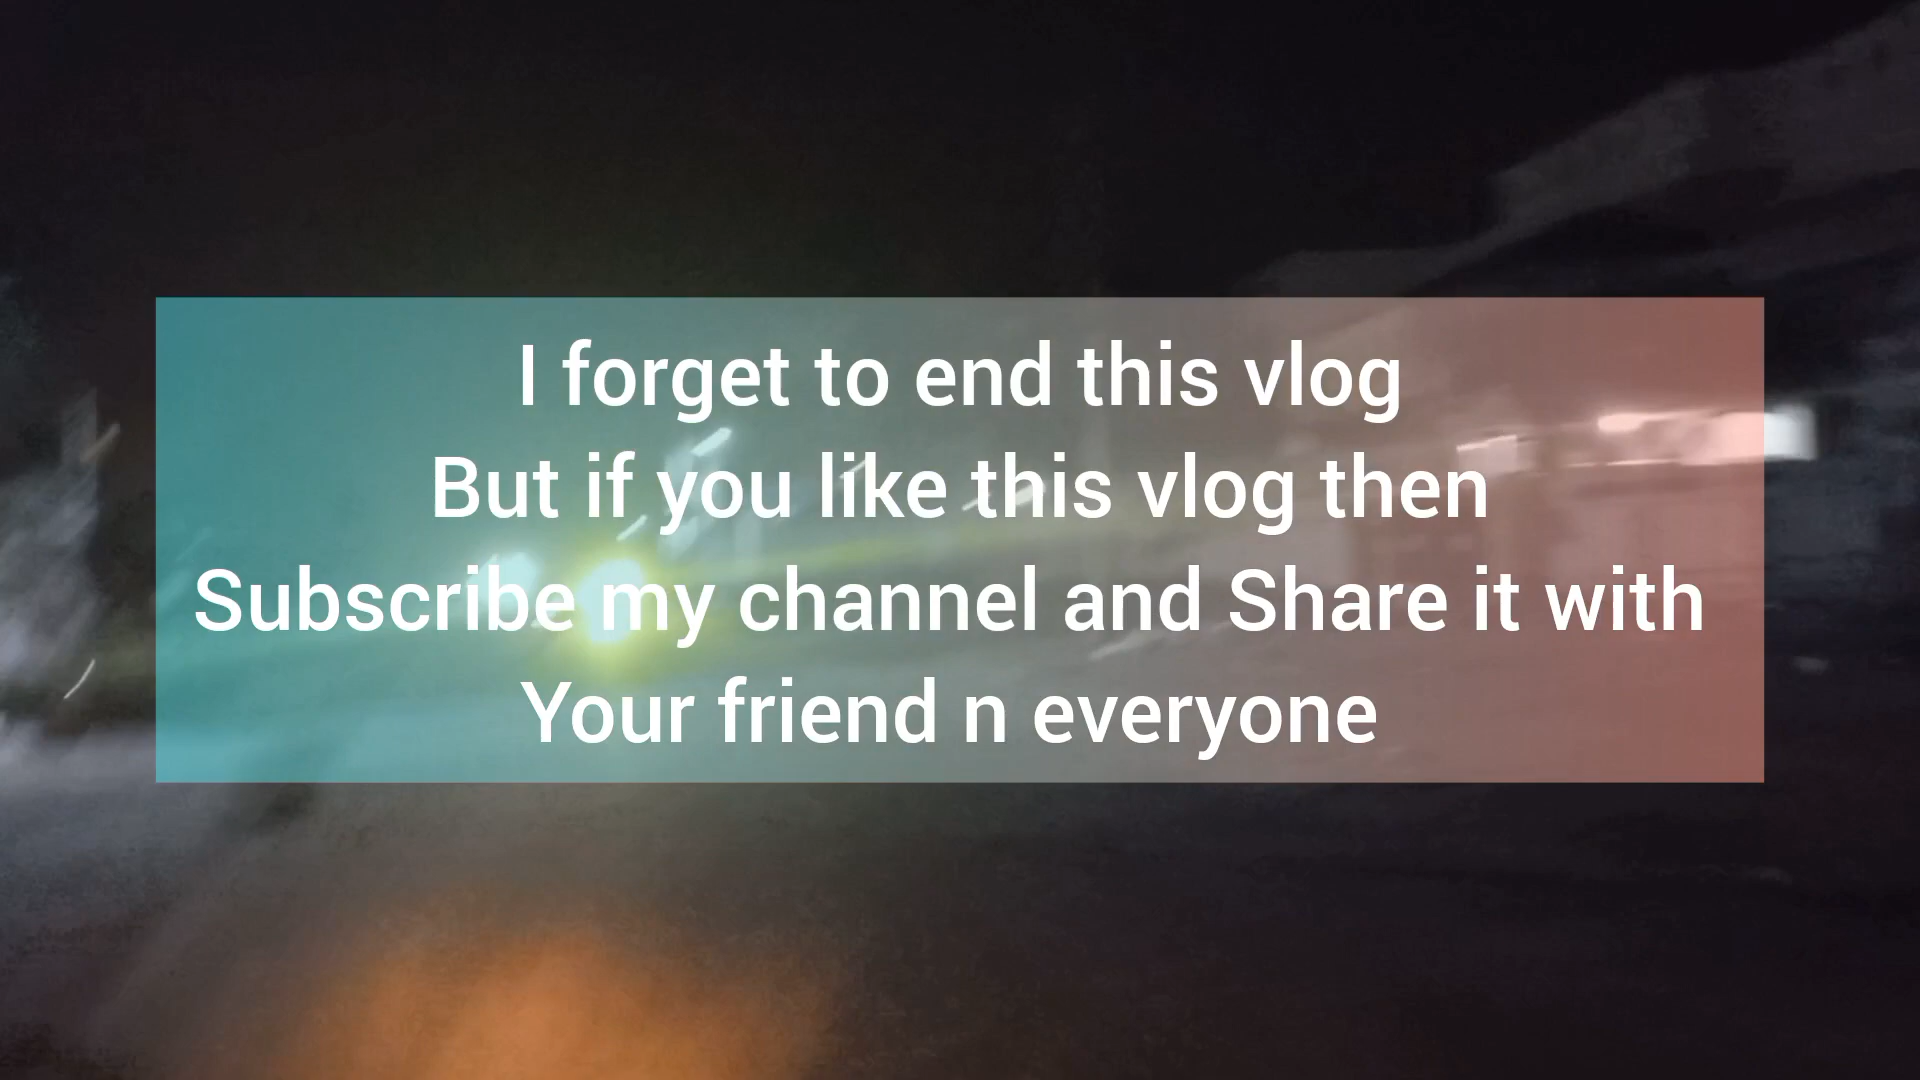 I forget to end this vlog
But if you like this vlog then
Subscribe my channel and Share it with
Your friend n everyone